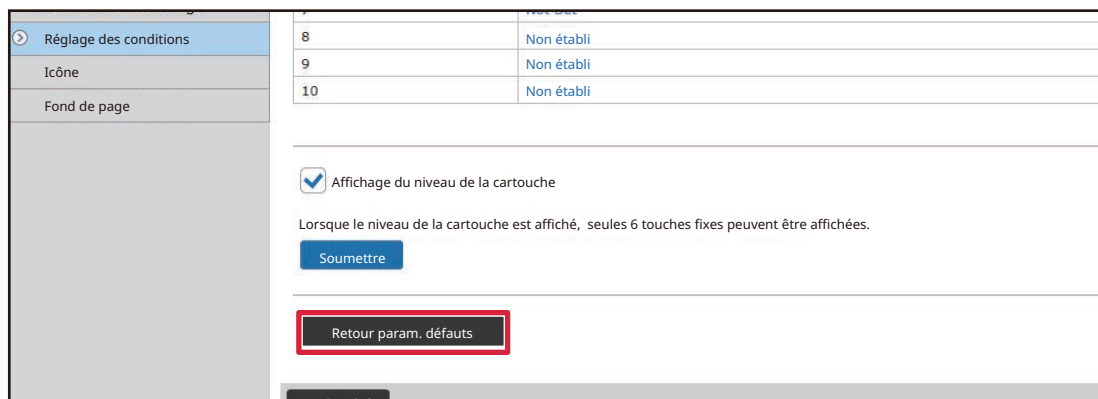 Réglage des conditions
8 Non établi
Icône
9 Non établi
10 Non établi
Fond de page
Affichage du niveau de la cartouche
Lorsque le niveau de la cartouche est affiché, seules 6 touches fixes peuvent être affichées.
Soumettre
Retour param. défauts